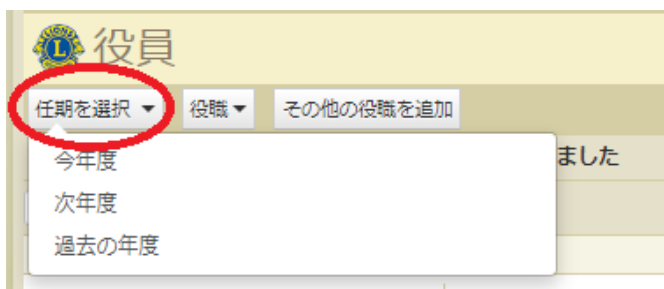 役員
任期を選択 ▼ 役職▼ その他の役職を追加
今年度
ました
次年度
過去の年度